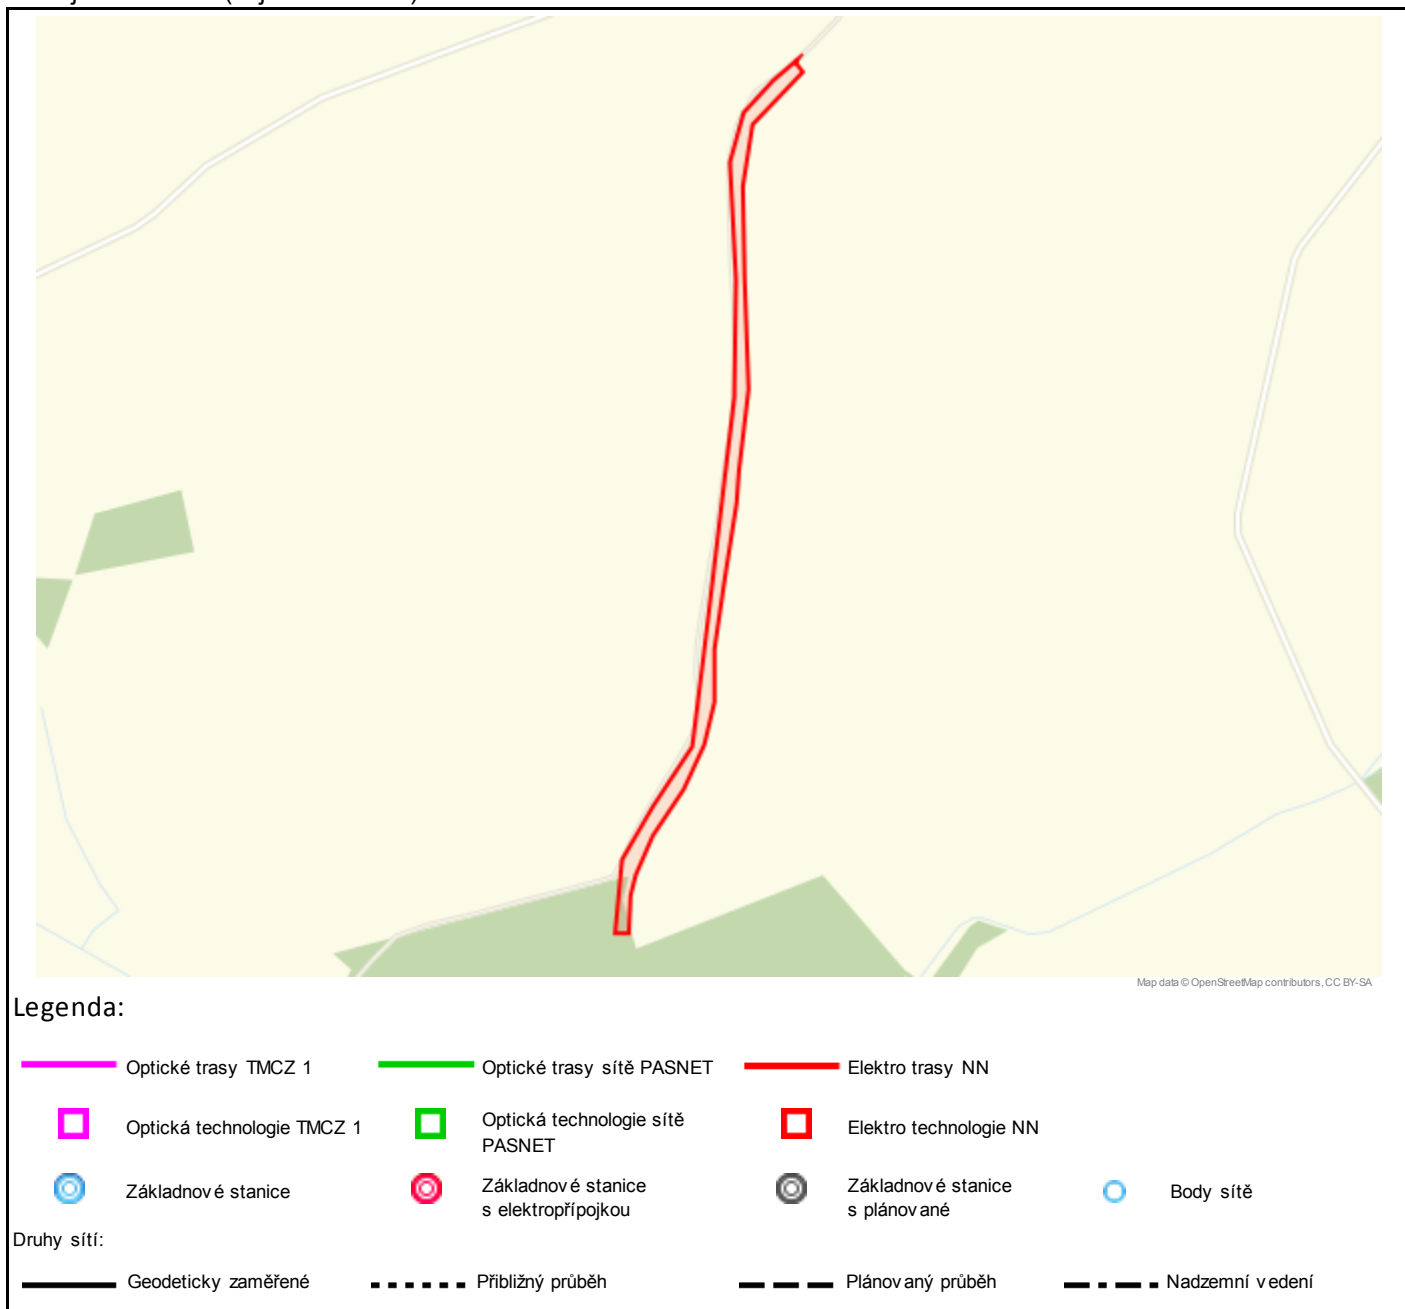 Map data © OpenStreetMap contributors, CC BY-SA
Legenda:
Optické trasy TMCZ 1
Optické trasy sítě PASNET
Elektro trasy NN
Optická technologie TMCZ 1
Optická technologie sítě
PASNET
Elektro technologie NN
Základnové stanice
Základnové stanice
s elektropřípojkou
Základnové stanice
s plánované
Body sítě
Druhy sítí:
Geodeticky zaměřené
Přibližný průběh
Plánovaný průběh
Nadzemní vedení